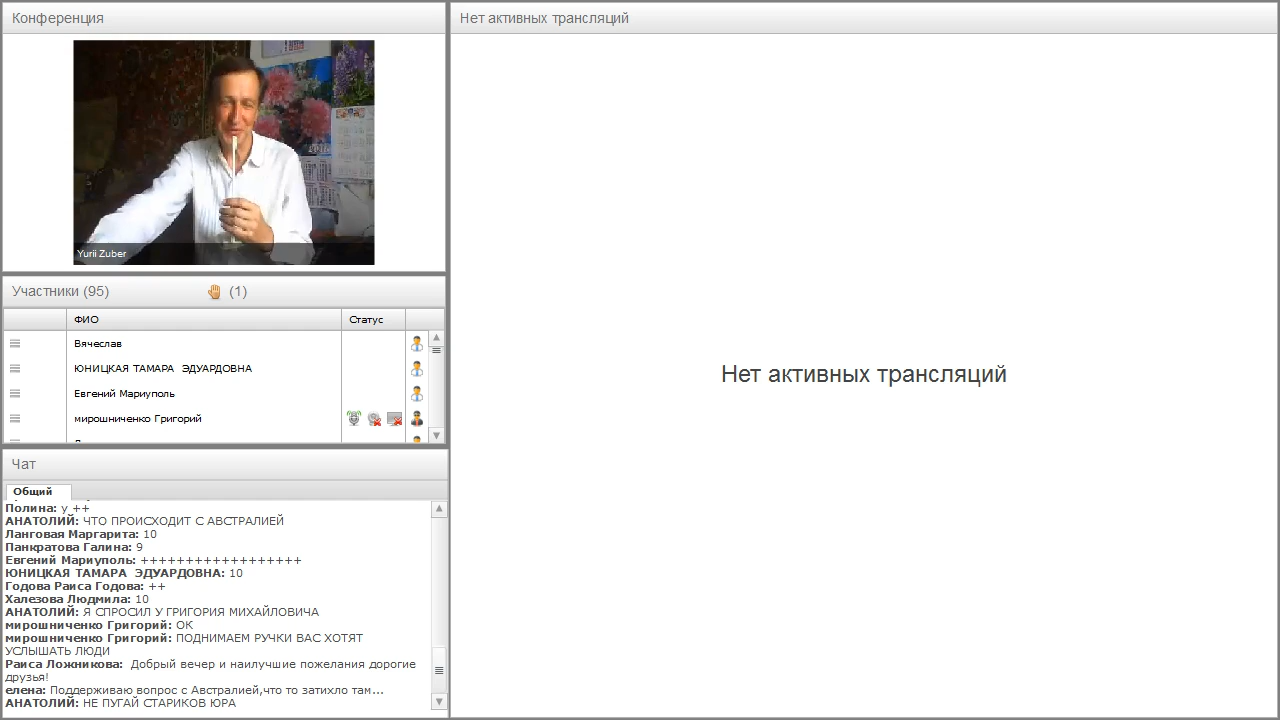 Конференция
Нет активных трансляций
Yurii Zuber
Участники (95)
(1)
ФИО
Статус
Вячеслав
ЮНИЦКАЯ ТАМАРА ЭДУАРДОВНА
Евгений Мариуполь
мирошниченко Григорий
Нет активных трансляций
Чат
Общий
Полина: у ++
АНАТОЛИЙ: ЧТО ПРОИСХОДИТ С АВСТРАЛИЕЙ
Ланговая Маргарита: 10
Панкратова Галина: 9
Евгений Мариуполь: ++++++++++++++++++
ЮНИЦКАЯ ТАМАРА ЭДУАРДОВНА: 10
Годова Раиса Годова: ++
Халезова Людмила: 10
АНАТОЛИЙ: Я СПРОСИЛ У ГРИГОРИЯ МИХАЙЛОВИЧА
мирошниченко Григорий: ОК
мирошниченко Григорий: ПОДНИМАЕМ РУЧКИ ВАС ХОТЯТ
УСЛЫШАТЬ ЛЮДИ
Раиса Ложникова: Добрый вечер и наилучшие пожелания дорогие
друзья!
елена: Поддерживаю вопрос с Австралией,что то затихло там...
АНАТОЛИЙ: НЕ ПУГАЙ СТАРИКОВ ЮРА